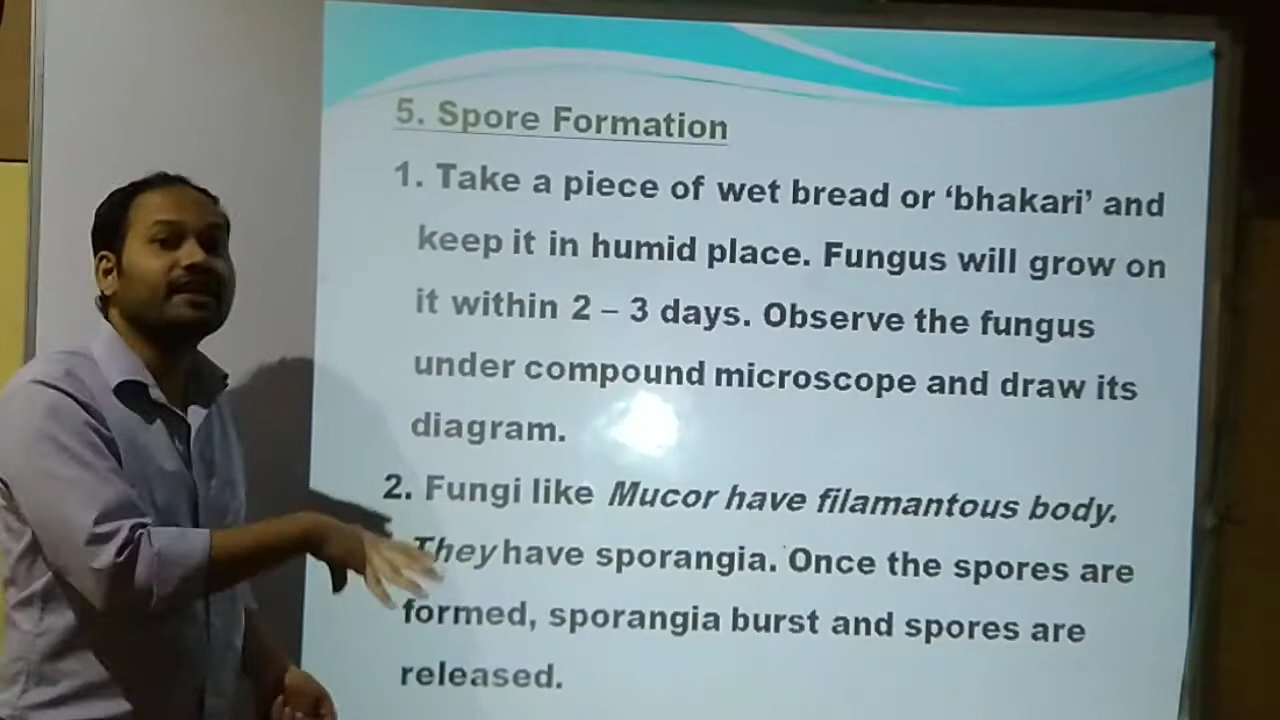 5. Spore Formation
1. Take a piece of wet bread or ‘bhakari’ and
keep it in humid place. Fungus will grow on
it within 2 – 3 days. Observe the fungus
under compound microscope and draw its
diagram.
2. Fungi like Mucor have filamantous body.
They have sporangia. Once the spores are
formed, sporangia burst and spores are
released.